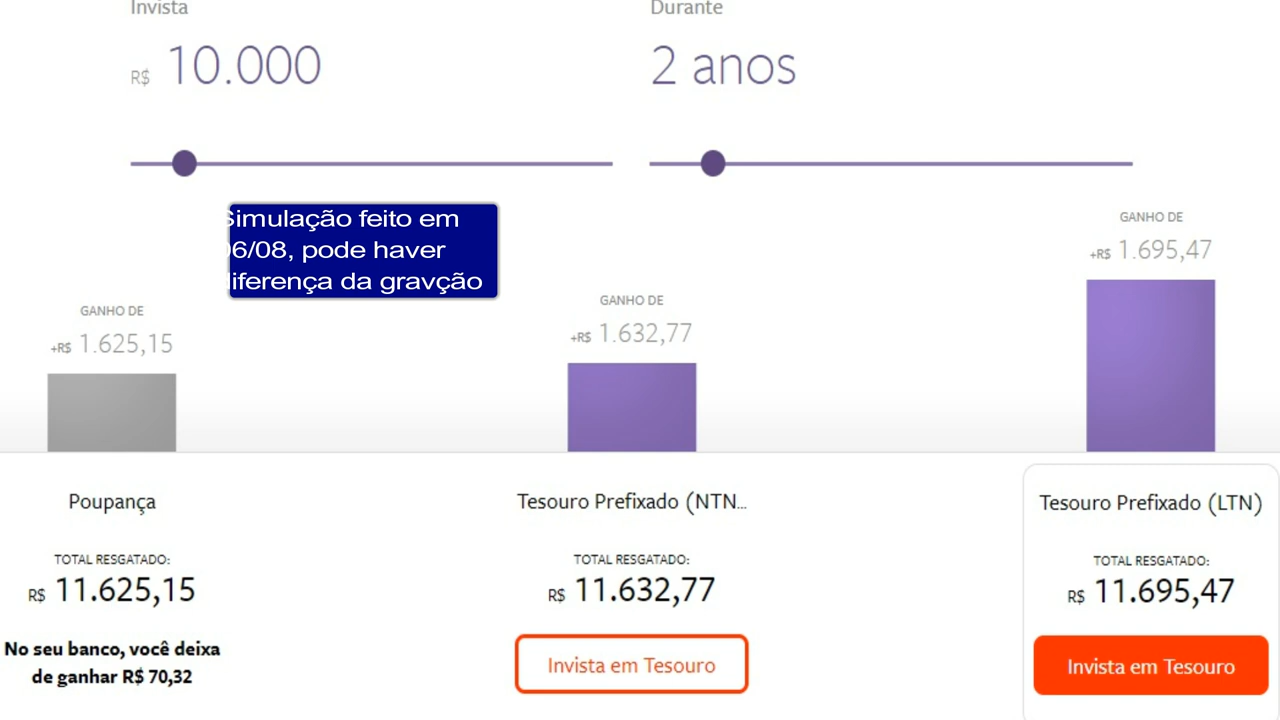 Invista
Durante
R$ 10.000
2 anos
Simulação feito em
06/08, pode haver
diferença da gravção
GANHO DE
+R$ 1.625,15
GANHO DE
+R$ 1.632,77
GANHO DE
+R$ 1.695,47
Poupança
TOTAL RESGATADO:
R$ 11.625,15
No seu banco, você deixa
de ganhar R$ 70,32
Tesouro Prefixado (NTN...
TOTAL RESGATADO:
R$ 11.632,77
Invista em Tesouro
Tesouro Prefixado (LTN)
TOTAL RESGATADO:
R$ 11.695,47
Invista em Tesouro